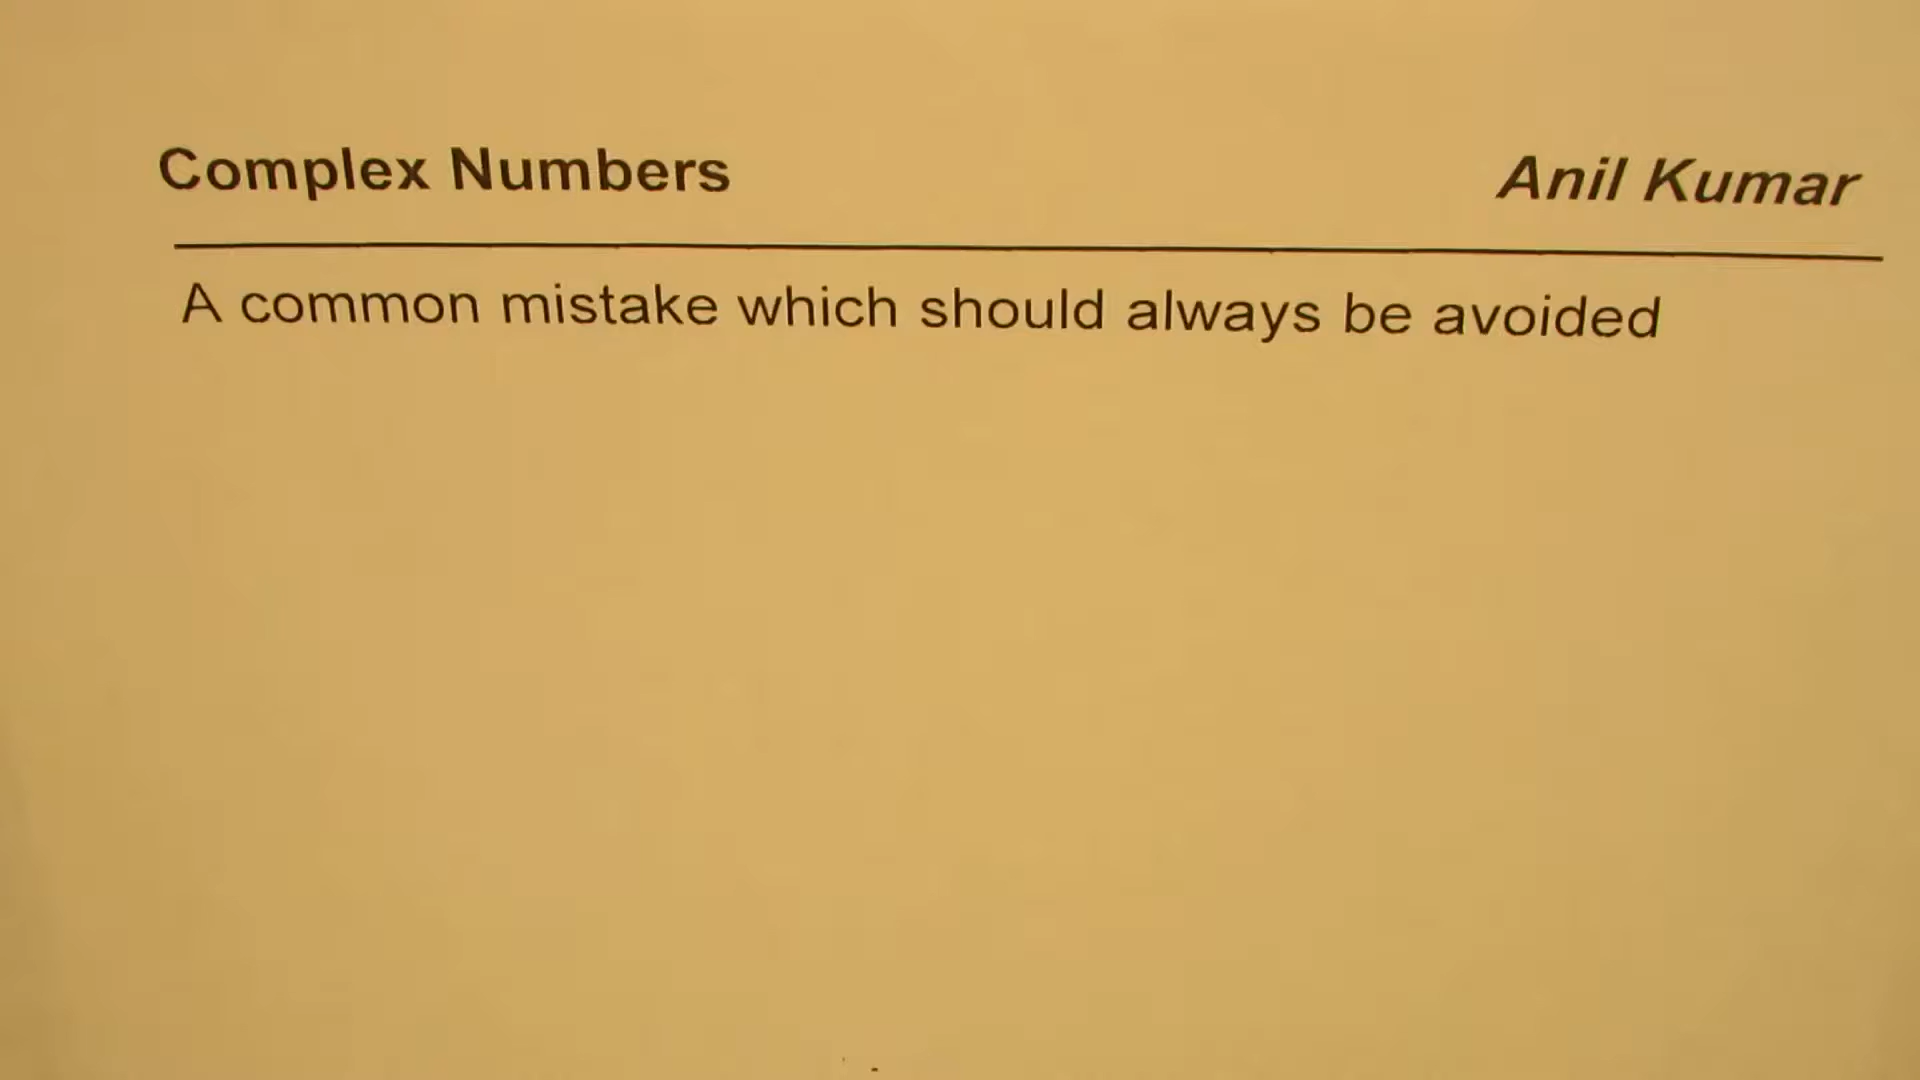 Complex Numbers Anil Kumar
A common mistake which should always be avoided